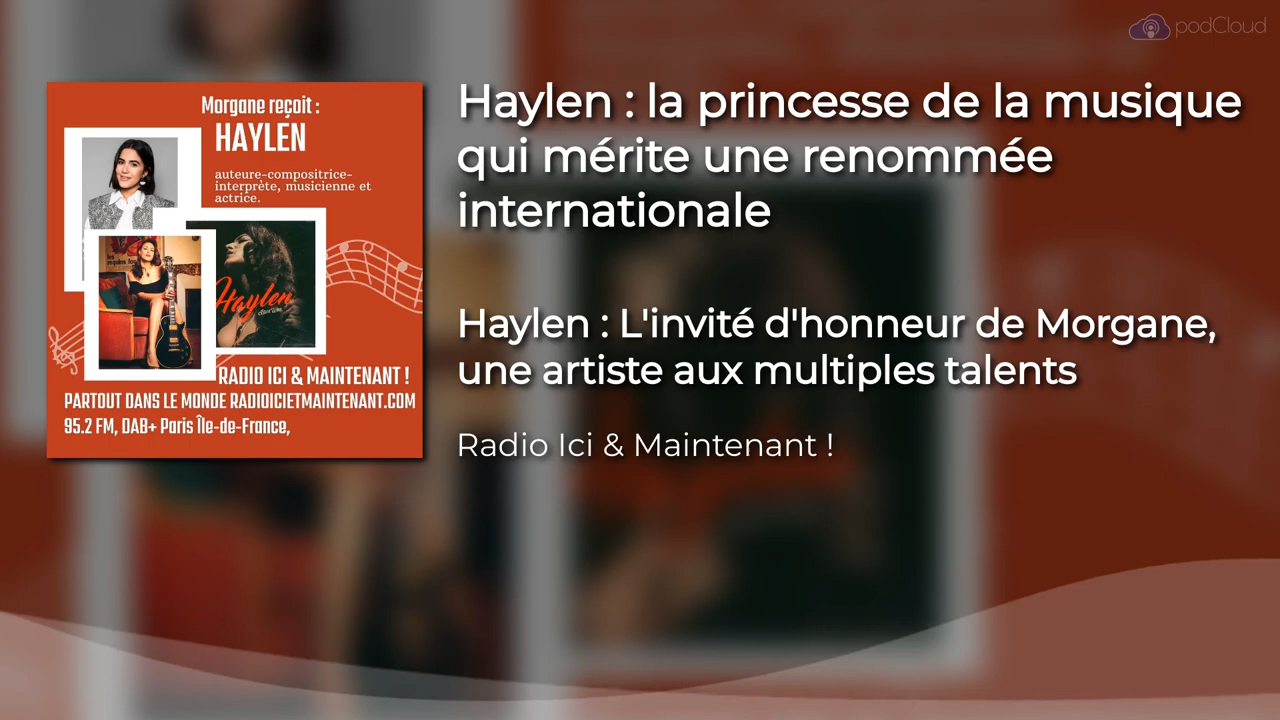 podCloud
Haylen : la princesse de la musique
qui mérite une renommée
internationale
Haylen : L'invité d'honneur de Morgane,
une artiste aux multiples talents
Radio Ici & Maintenant !
Morgane reçoit :
HAYLEN
auteure-compositrice-
interprète, musicienne et
actrice.
Haylen
RADIO ICI & MAINTENANT !
PARTOUT DANS LE MONDE RADIOICIETMAINTENANT.COM
95.2 FM, DAB+ Paris Île-de-France,